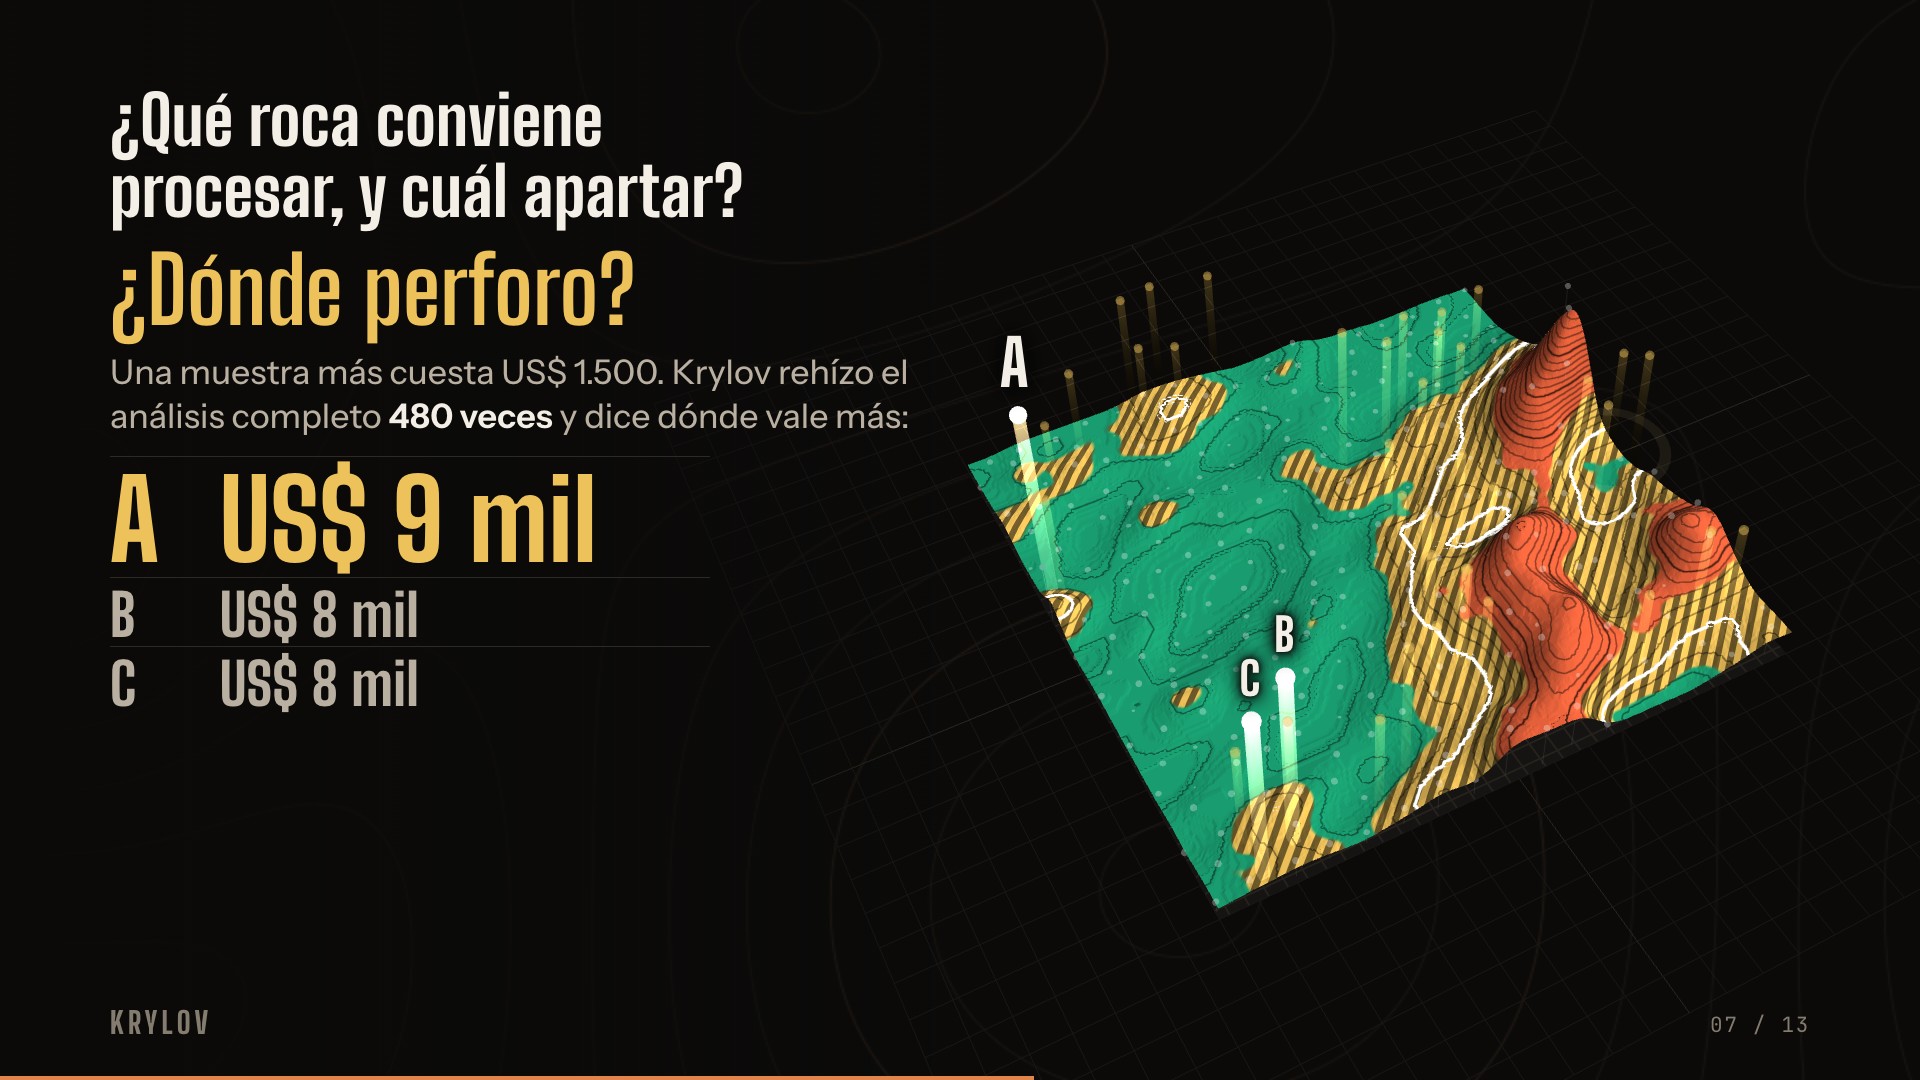 ¿Qué roca conviene
procesar, y cuál apartar?
¿Dónde perforo?
Una muestra más cuesta US$ 1.500. Krylov rehízo el
análisis completo 480 veces y dice dónde vale más:
A US$ 9 mil
B US$ 8 mil
C US$ 8 mil
A
B
C
KRYLOV
07 / 13